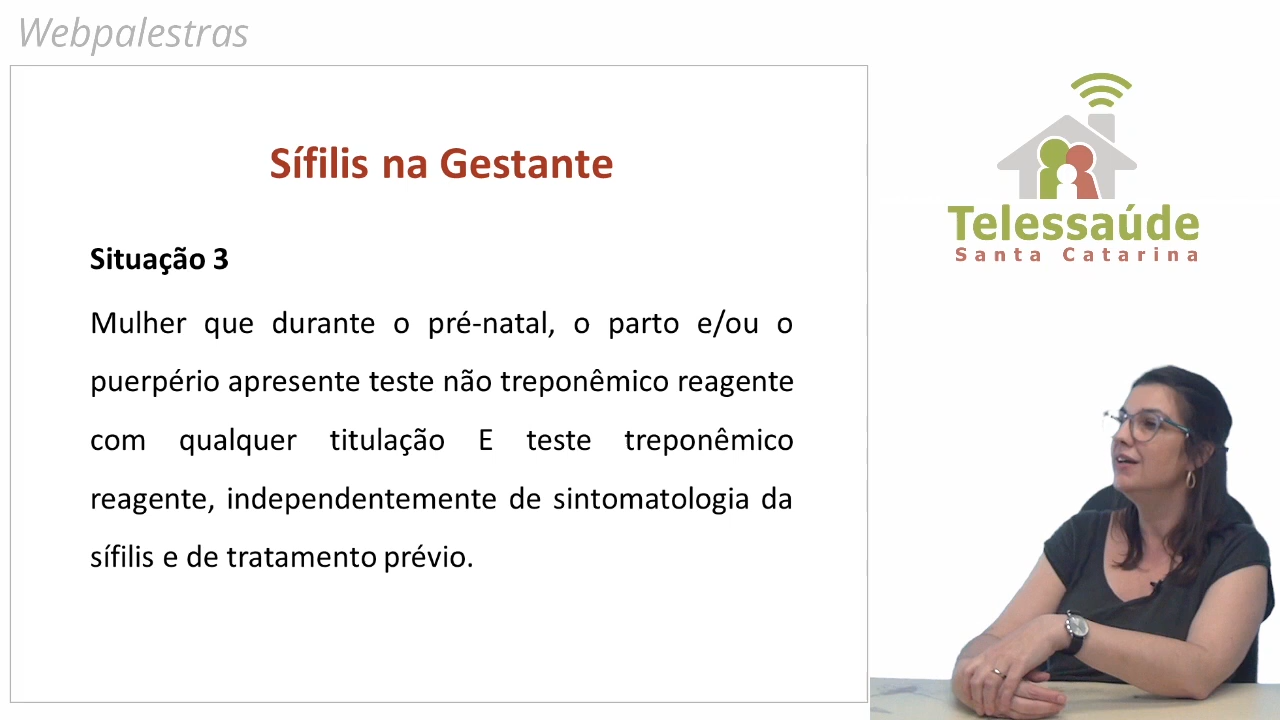 Webpalestras
Sífilis na Gestante
Situação 3
Mulher que durante o pré-natal, o parto e/ou o
puerpério apresente teste não treponêmico reagente
com qualquer titulação E teste treponêmico
reagente, independentemente de sintomatologia da
sífilis e de tratamento prévio.
Telessaúde
Santa Catarina